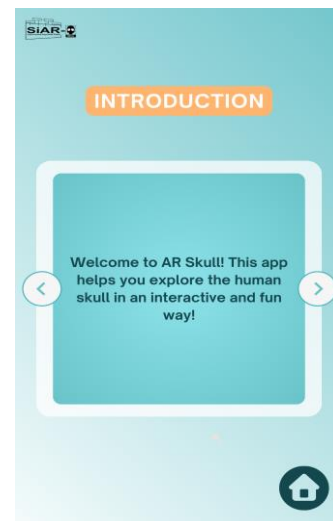 SiAR-
INTRODUCTION
Welcome to AR Skull! This app
helps you explore the human
skull in an interactive and fun
way!